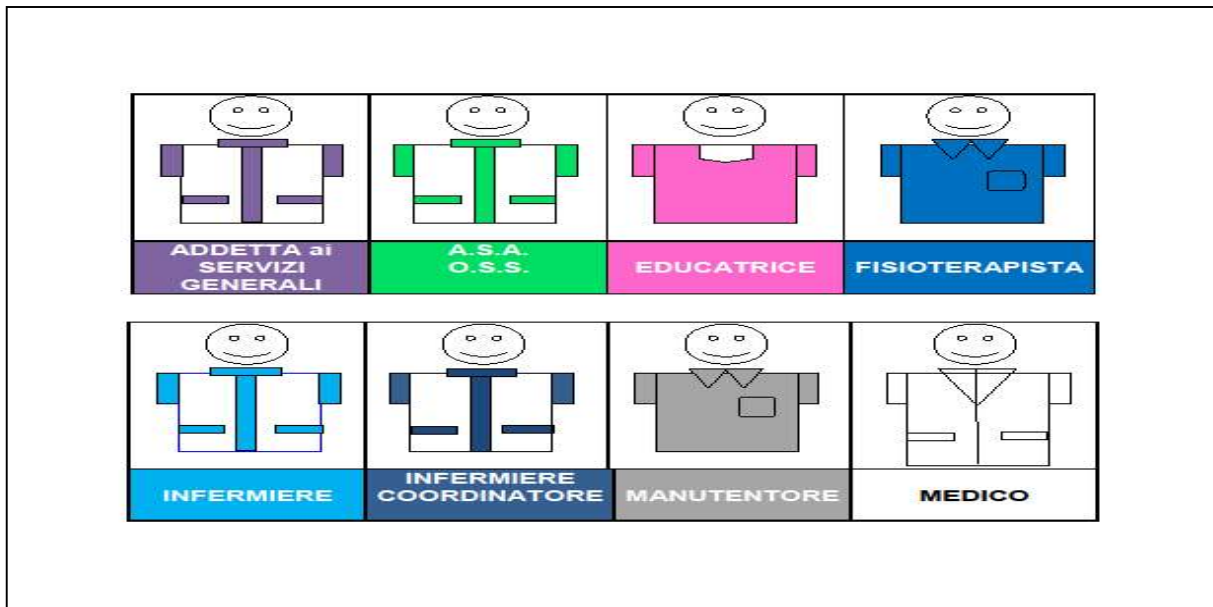 ADDETTA ai
SERVIZI
GENERALI
A.S.A.
O.S.S.
EDUCATRICE
FISIOTERAPISTA
INFERMIERE
INFERMIERE
COORDINATORE
MANUTENTORE
MEDICO